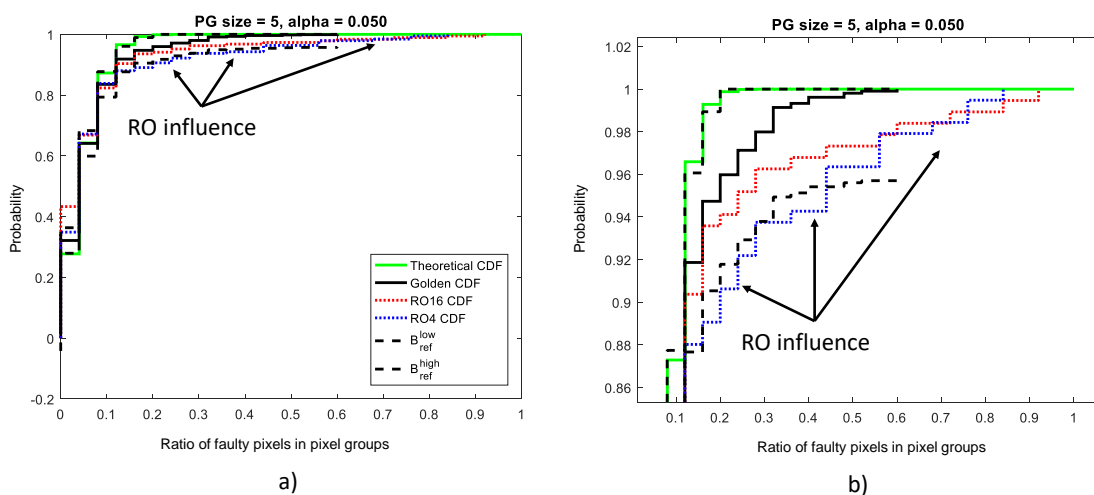 PG size = 5, alpha = 0.050
1
0.8
0.6
0.4
0.2
0
-0.2
Probability
RO influence
Theoretical CDF
Golden CDF
RO16 CDF
RO4 CDF
B low ref
B high ref
0 0.1 0.2 0.3 0.4 0.5 0.6 0.7 0.8 0.9 1
Ratio of faulty pixels in pixel groups
a)
PG size = 5, alpha = 0.050
1.02
1
0.98
0.96
0.94
0.92
0.9
0.88
0.86
Probability
RO influence
0.1 0.2 0.3 0.4 0.5 0.6 0.7 0.8 0.9 1
Ratio of faulty pixels in pixel groups
b)